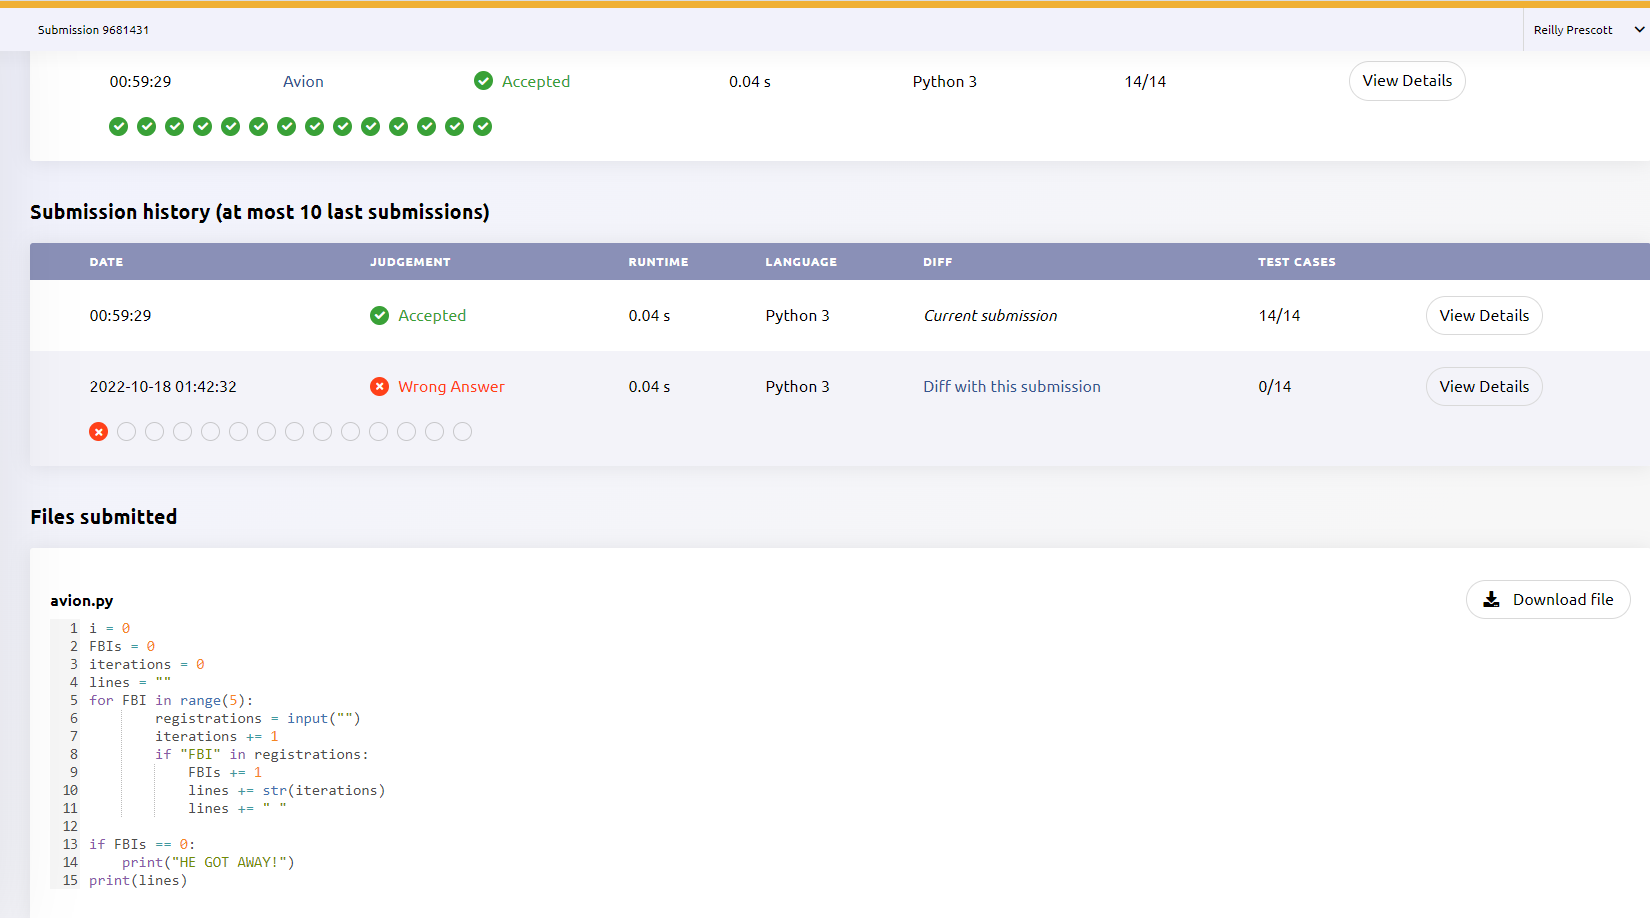 Submission 9681431 Reilly Prescott
00:59:29 Avion Accepted 0.04 s Python 3 14/14 View Details
Submission history (at most 10 last submissions)
DATE JUDGEMENT RUNTIME LANGUAGE DIFF TEST CASES
00:59:29 Accepted 0.04 s Python 3 Current submission 14/14 View Details
2022-10-18 01:42:32 Wrong Answer 0.04 s Python 3 Diff with this submission 0/14 View Details
Files submitted
avion.py Download file
1 i = 0
2 FBIs = 0
3 iterations = 0
4 lines = ""
5 for FBI in range(5):
6         registrations = input("")
7         iterations += 1
8         if "FBI" in registrations:
9             FBIs += 1
10             lines += str(iterations)
11             lines += " "
12
13 if FBIs == 0:
14     print("HE GOT AWAY!")
15 print(lines)